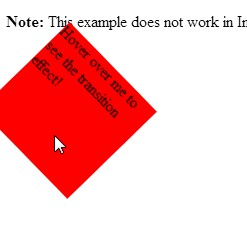 Note: This example does not work in In
Hover over me to
see the transition
effect!